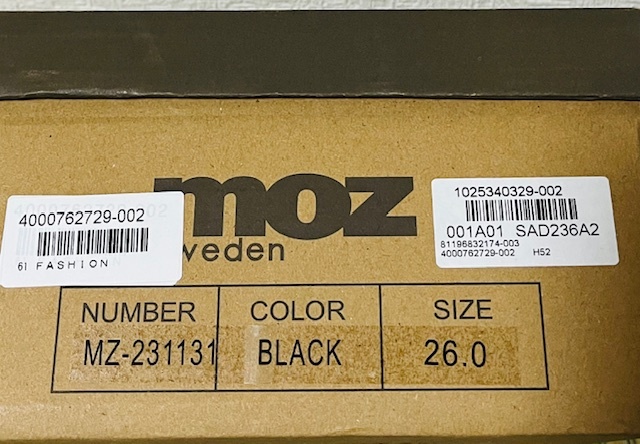 moz
weden
4000762729-002
61 FASHION
1025340329-002
001A01 SAD236A2
81196832174-003
4000762729-002 H52
NUMBER COLOR SIZE
MZ-231131 BLACK 26.0